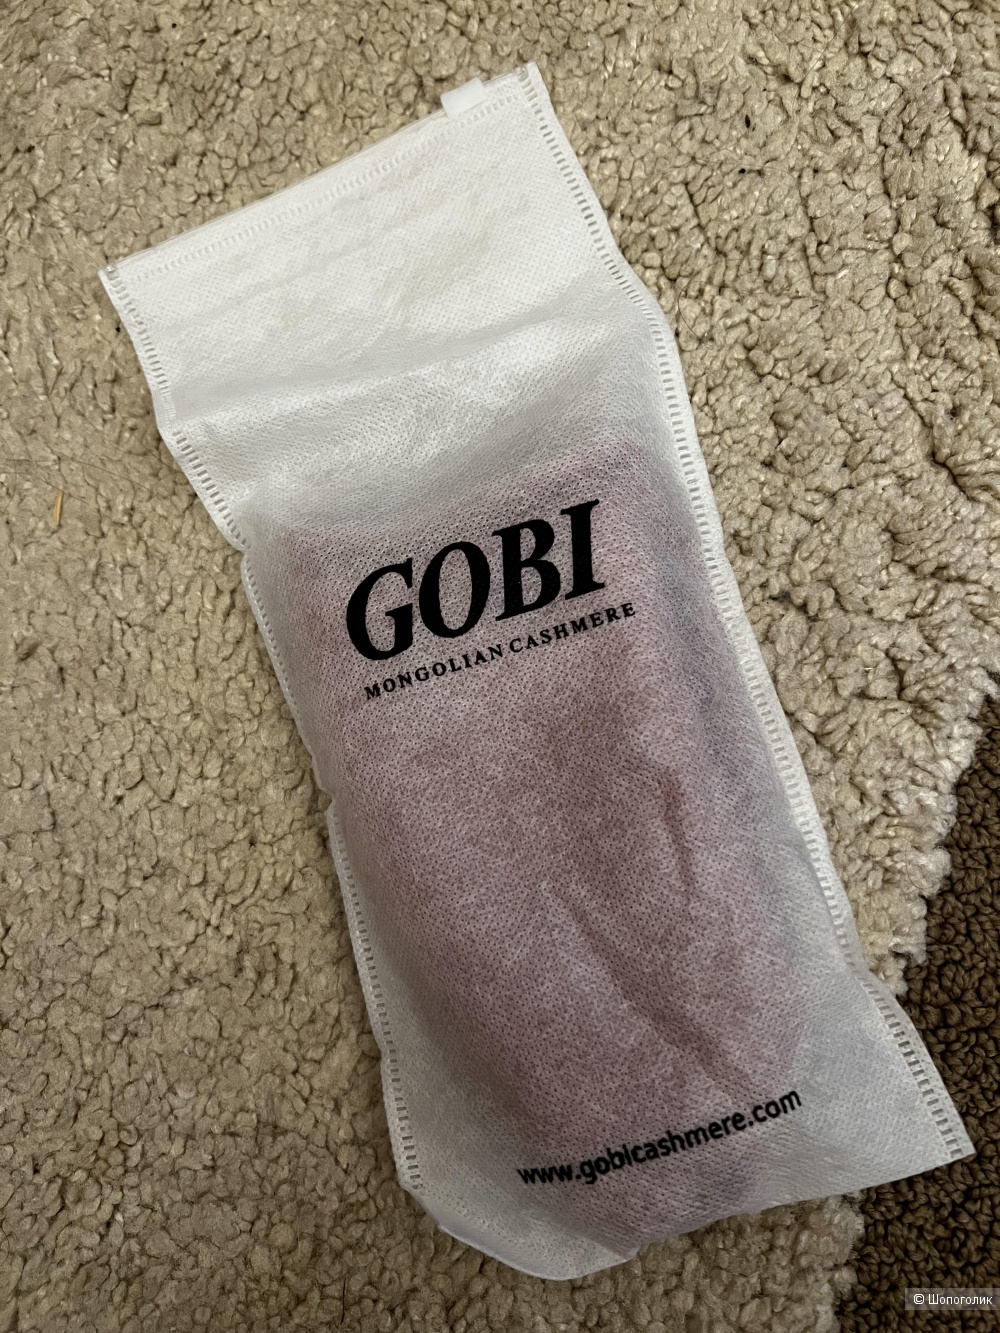 GOBI
MONGOLIAN CASHMERE
www.gobicashmere.com
© Шопоголик